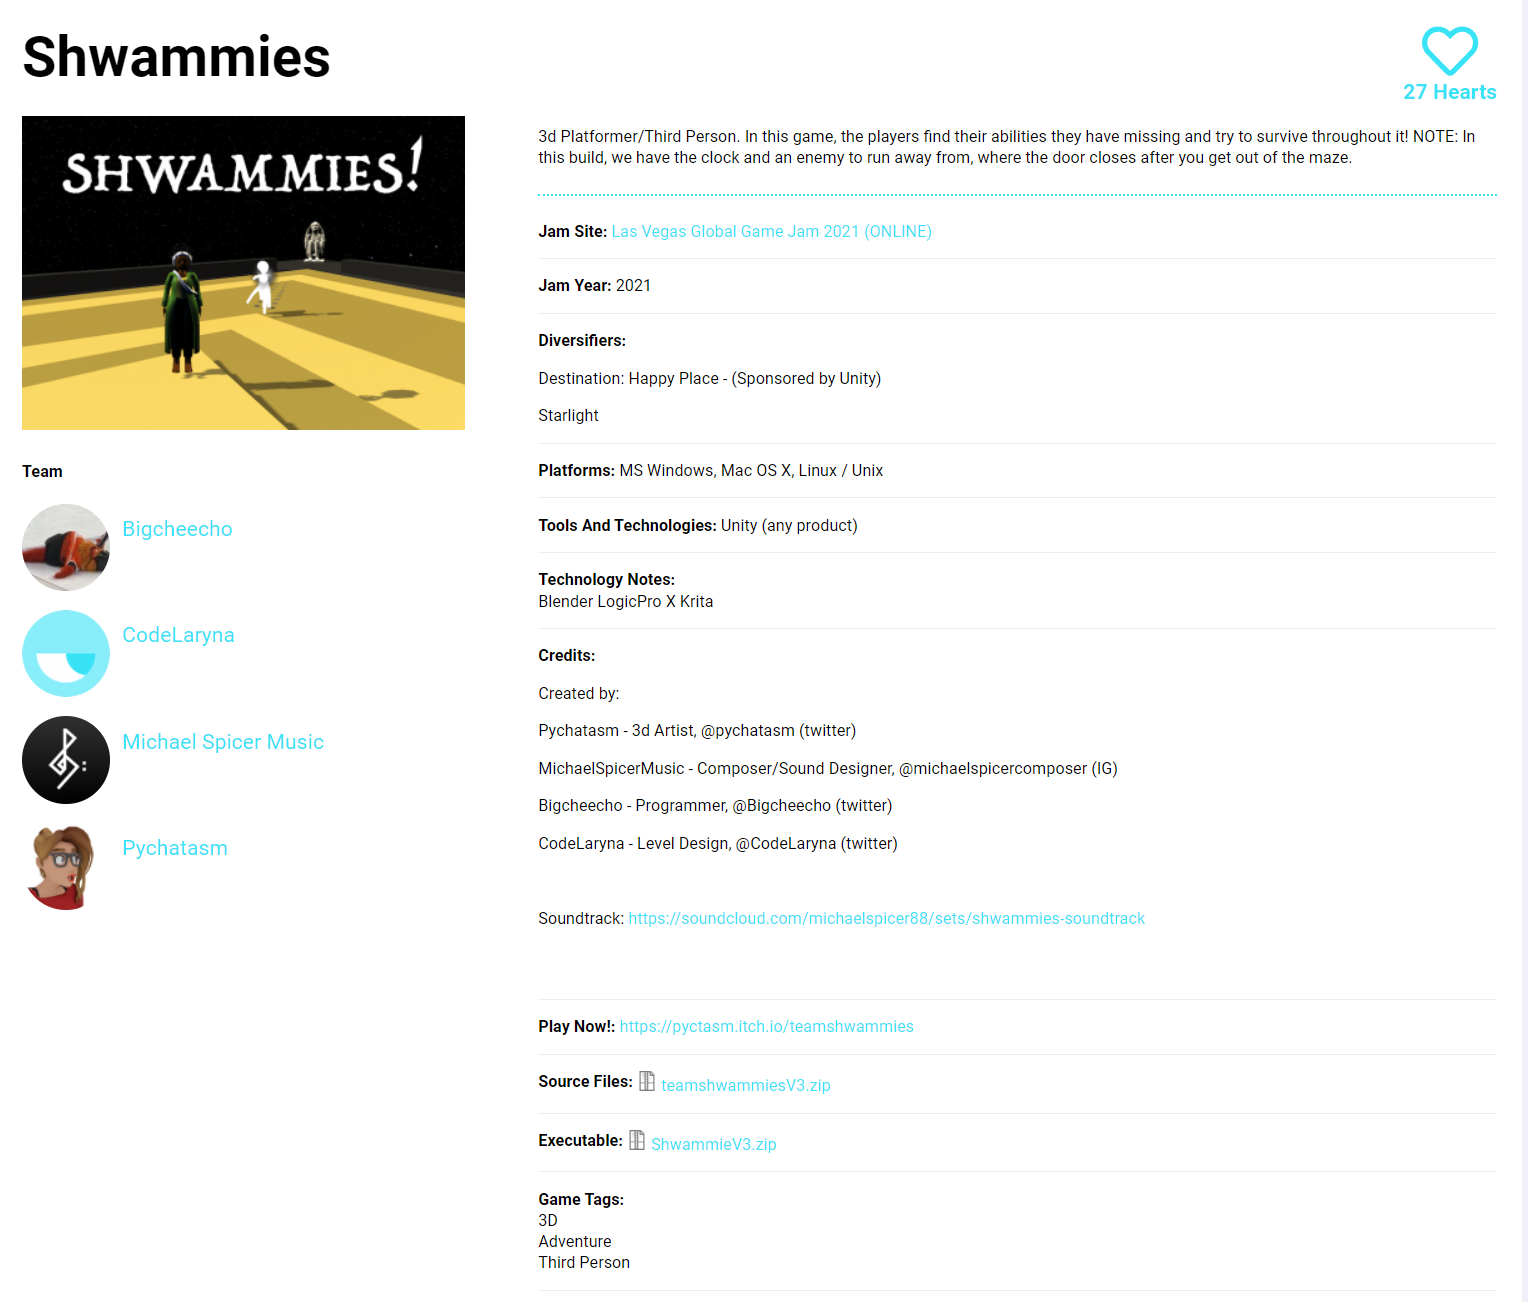 Shwammies
27 Hearts
SHWAMMIES!
3d Platformer/Third Person. In this game, the players find their abilities they have missing and try to survive throughout it! NOTE: In
this build, we have the clock and an enemy to run away from, where the door closes after you get out of the maze.
Jam Site: Las Vegas Global Game Jam 2021 (ONLINE)
Jam Year: 2021
Diversifiers:
Destination: Happy Place - (Sponsored by Unity)
Starlight
Platforms: MS Windows, Mac OS X, Linux / Unix
Tools And Technologies: Unity (any product)
Technology Notes:
Blender LogicPro X Krita
Credits:
Created by:
Pychatasm - 3d Artist, @pychatasm (twitter)
MichaelSpicerMusic - Composer/Sound Designer, @michaelspicercomposer (IG)
Bigcheecho - Programmer, @Bigcheecho (twitter)
CodeLaryna - Level Design, @CodeLaryna (twitter)
Soundtrack: https://soundcloud.com/michaelspicer88/sets/shwammies-soundtrack
Play Now!: https://pyctasm.itch.io/teamshwammies
Source Files: teamshwammiesV3.zip
Executable: ShwammieV3.zip
Game Tags:
3D
Adventure
Third Person
Team
Bigcheecho
CodeLaryna
Michael Spicer Music
Pychatasm